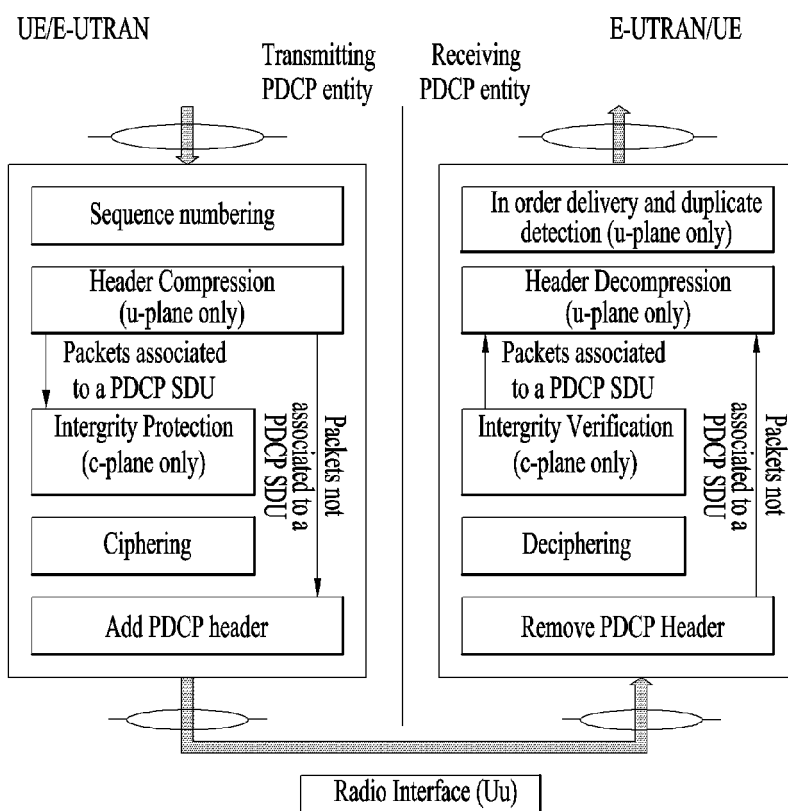 UE/E-UTRAN
Transmitting
PDCP entity
Receiving
PDCP entity
E-UTRAN/UE
Sequence numbering
Header Compression
(u-plane only)
Packets associated
to a PDCP SDU
Intergrity Protection
(c-plane only)
Packets not
associated to a
PDCP SDU
Ciphering
Add PDCP header
In order delivery and duplicate
detection (u-plane only)
Header Decompression
(u-plane only)
Packets associated
to a PDCP SDU
Intergrity Verification
(c-plane only)
Packets not
associated to a
PDCP SDU
Deciphering
Remove PDCP Header
Radio Interface (Uu)